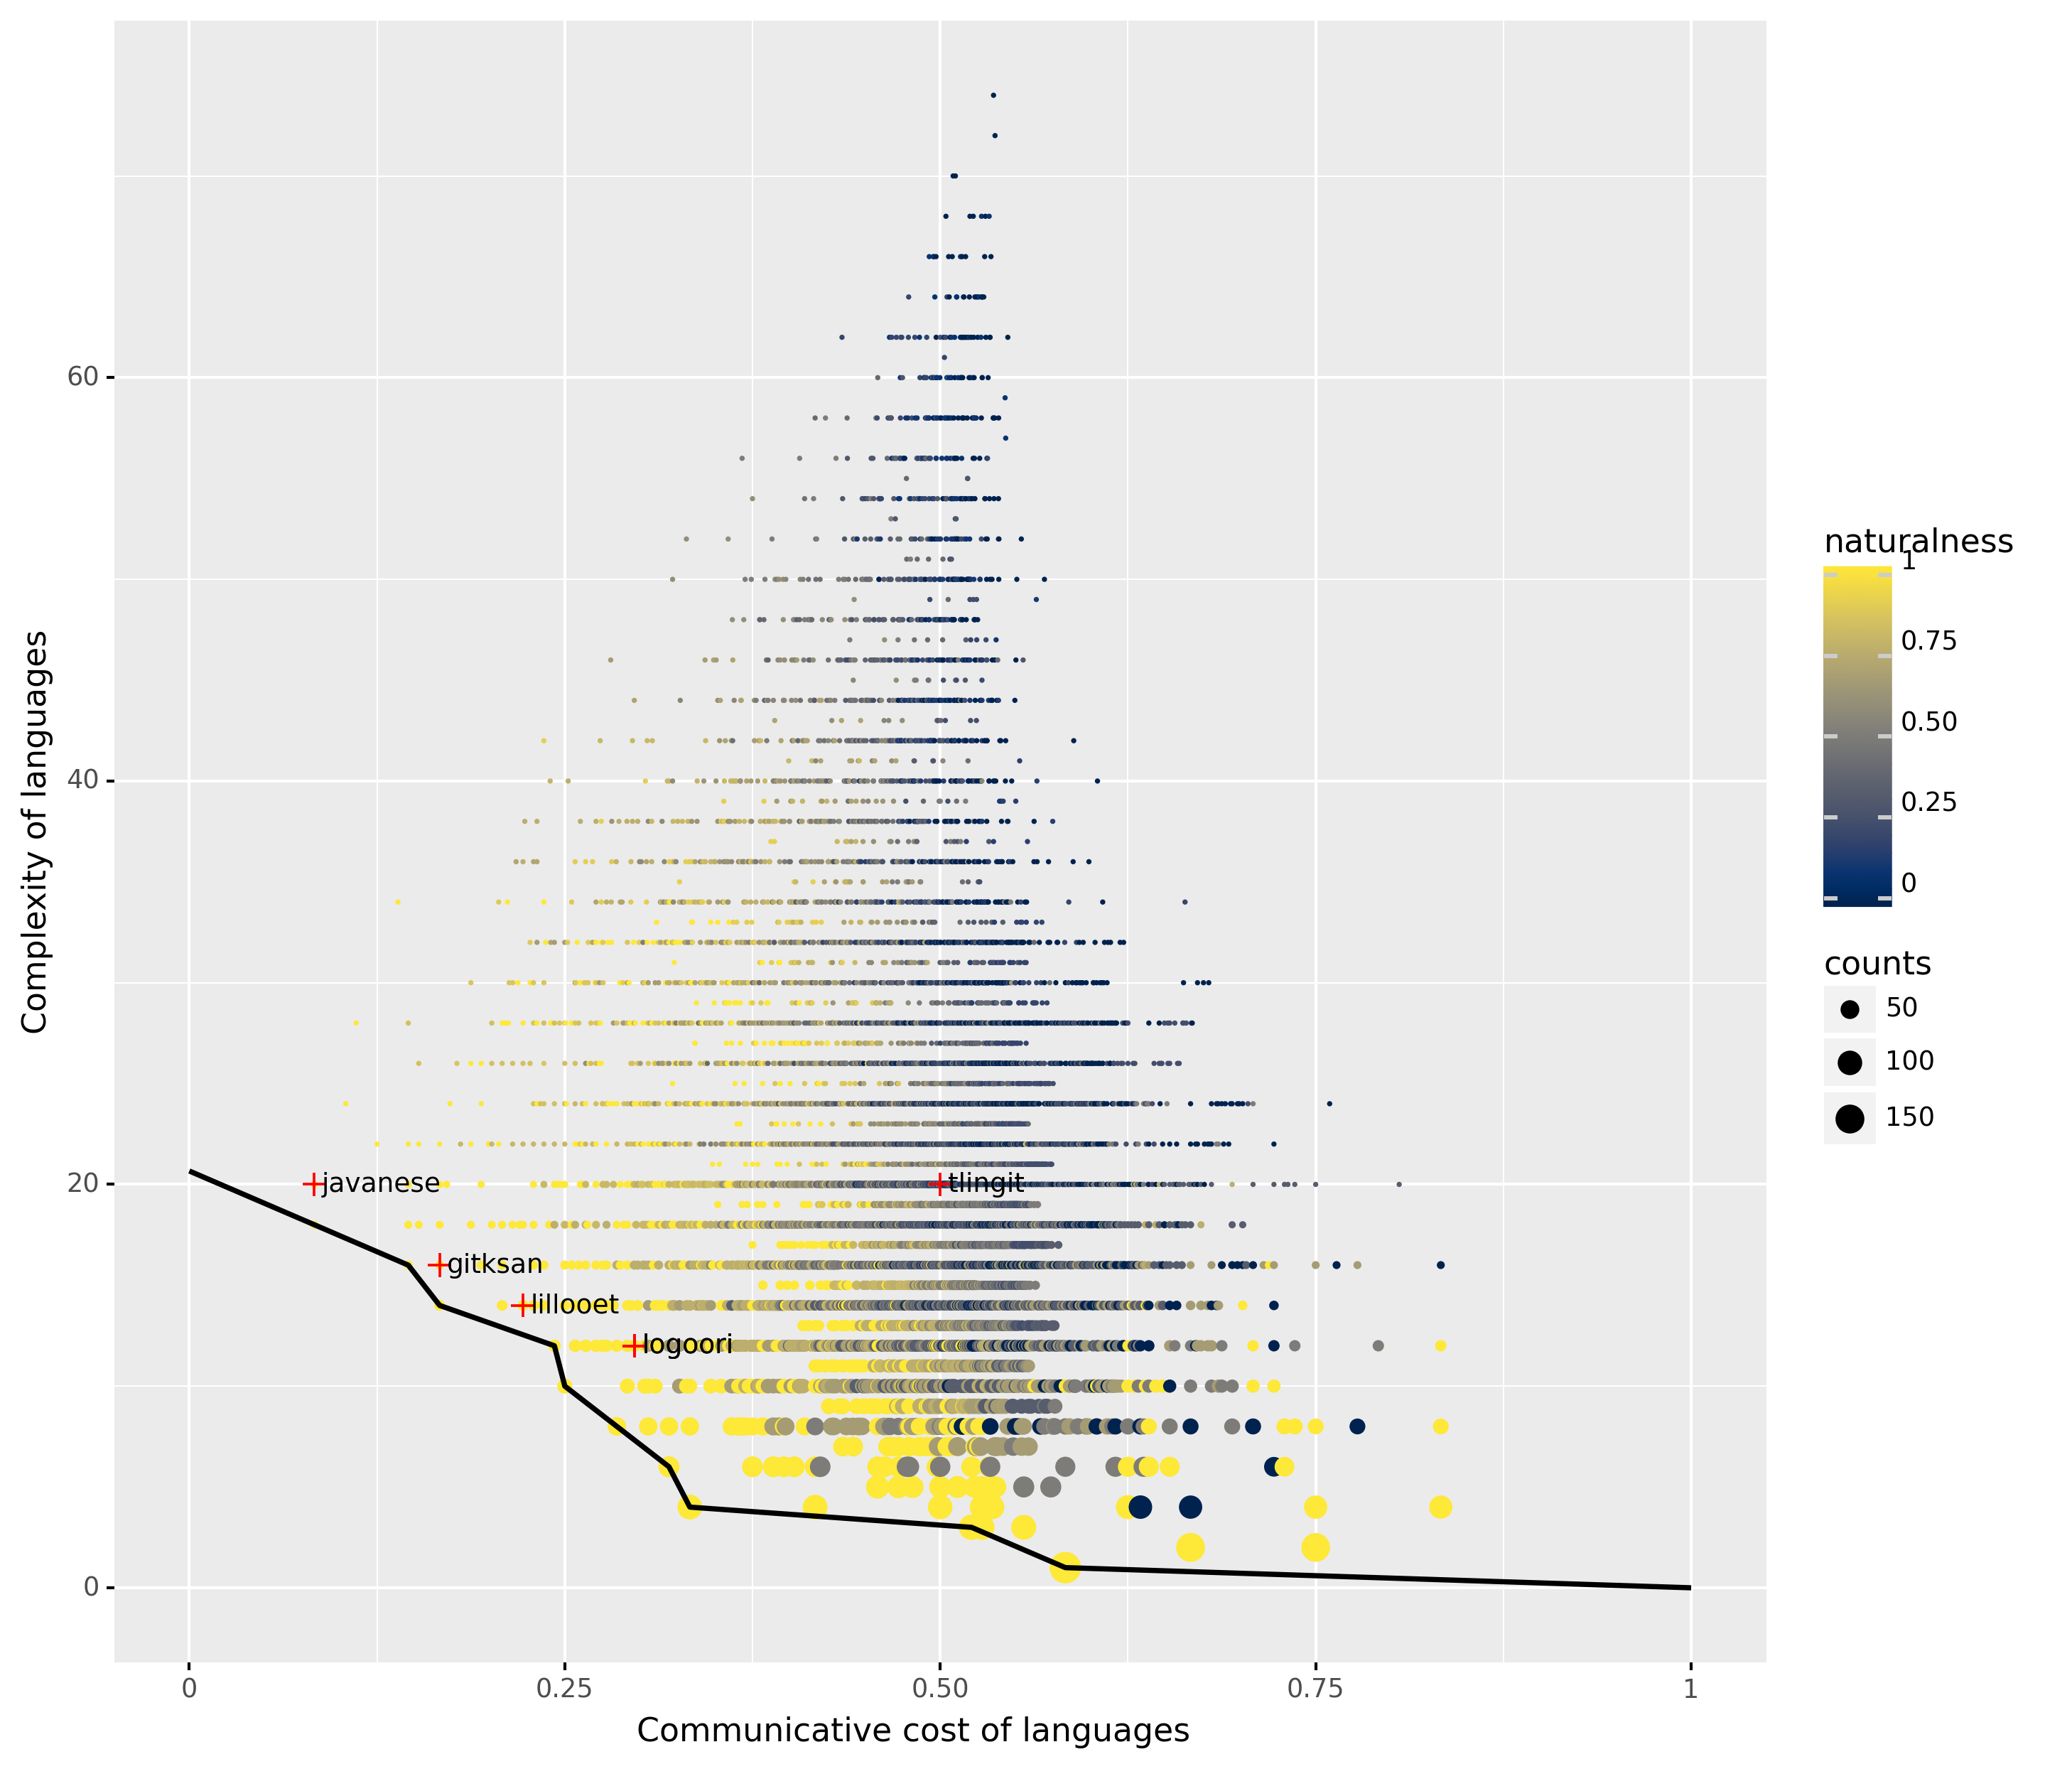 Complexity of languages
60
40
20
0
javanese
tlingit
gitksan
lillooet
logoori
0
0.25
0.50
0.75
1
Communicative cost of languages
naturalness
1
0.75
0.50
0.25
0
counts
50
100
150